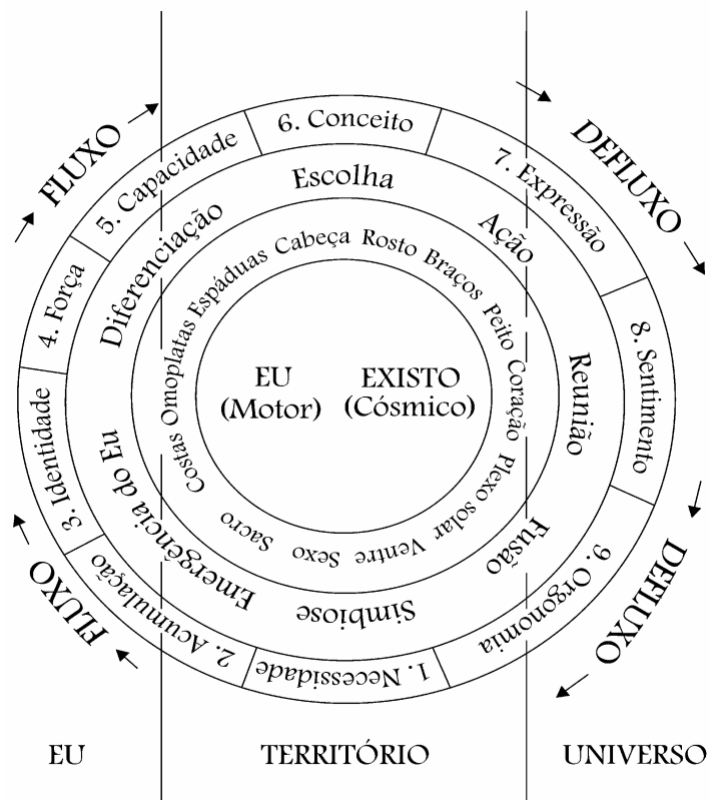 FLUXO
DEFLUXO
6. Conceito
7. Expressão
8. Sentimento
9. Orgonomia
1. Necessidade
2. Acumulação
3. Identidade
4. Força
5. Capacidade
Escolha
Ação
Reunião
Fusão
Simbiose
Emergência do Eu
Diferenciação
Cabeça
Rosto
Braços
Peito
Coração
Plexo solar
Ventre
Sexo
Sacro
Costas
Omoplatas
Espáduas
EU EXISTO
(Motor) (Cósmico)
FLUXO
DEFLUXO
EU TERRITÓRIO UNIVERSO